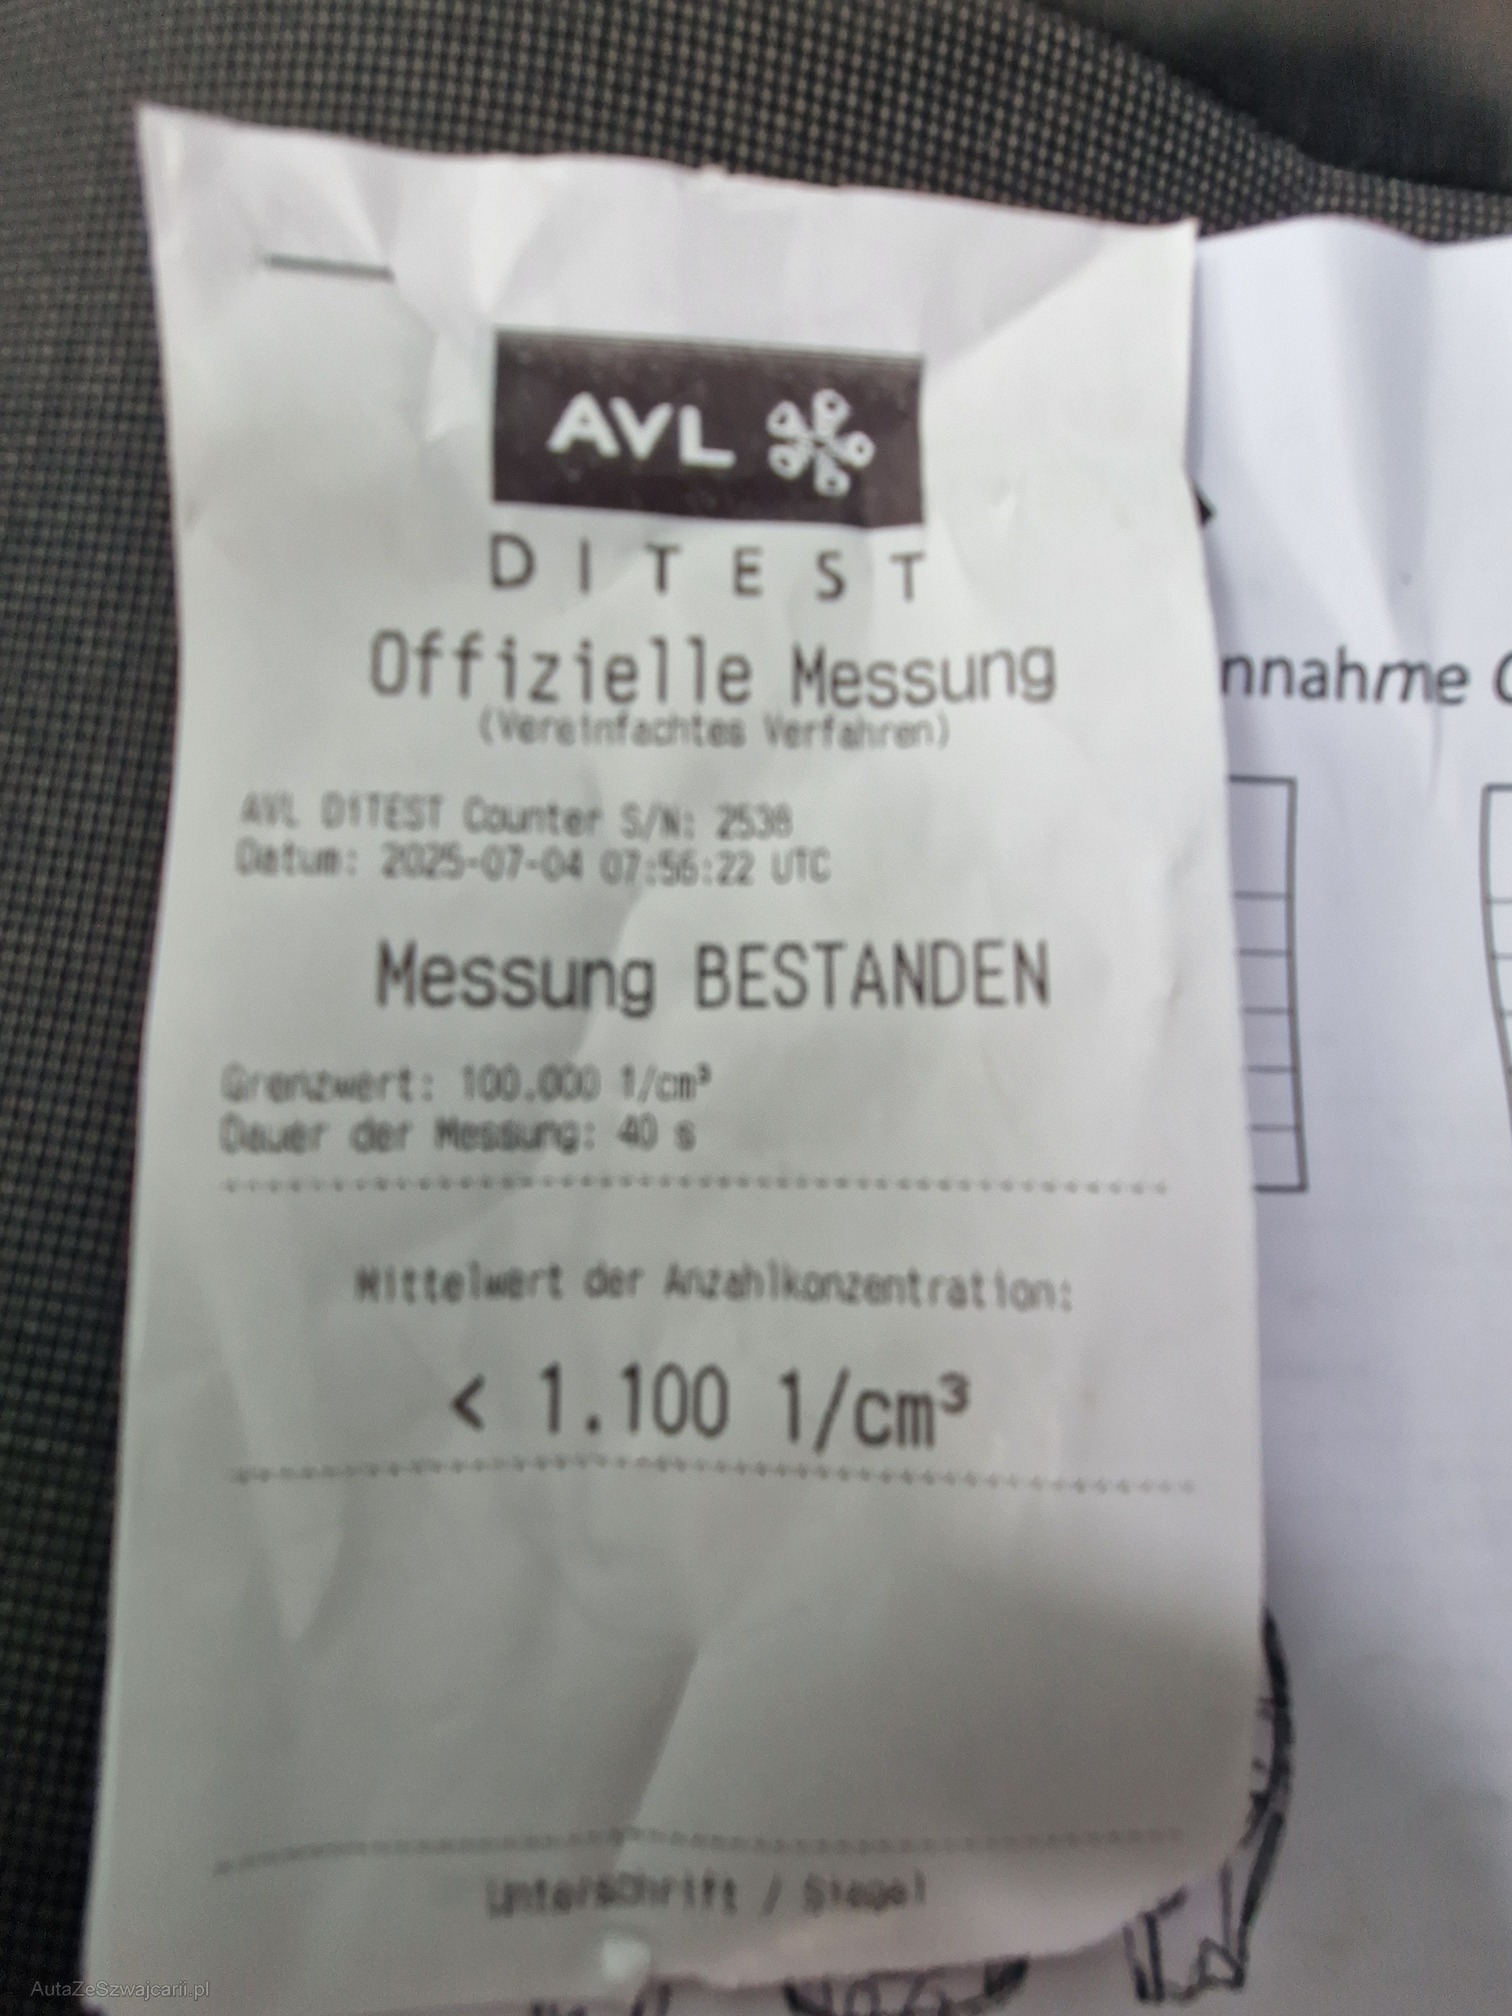 AVL
DITEST
Offizielle Messung
(Vereinfachtes Verfahren)
AVL DITEST Counter S/N: 2538
Datum: 2025-07-04 07:56:22 UTC
Messung BESTANDEN
Grenzwert: 100.000 1/cm³
Dauer der Messung: 40 s
Mittelwert der Anzahlkonzentration:
< 1.100 1/cm³
Unterschrift / Siegel
nnahme
AutaZeSzwajcarii.pl